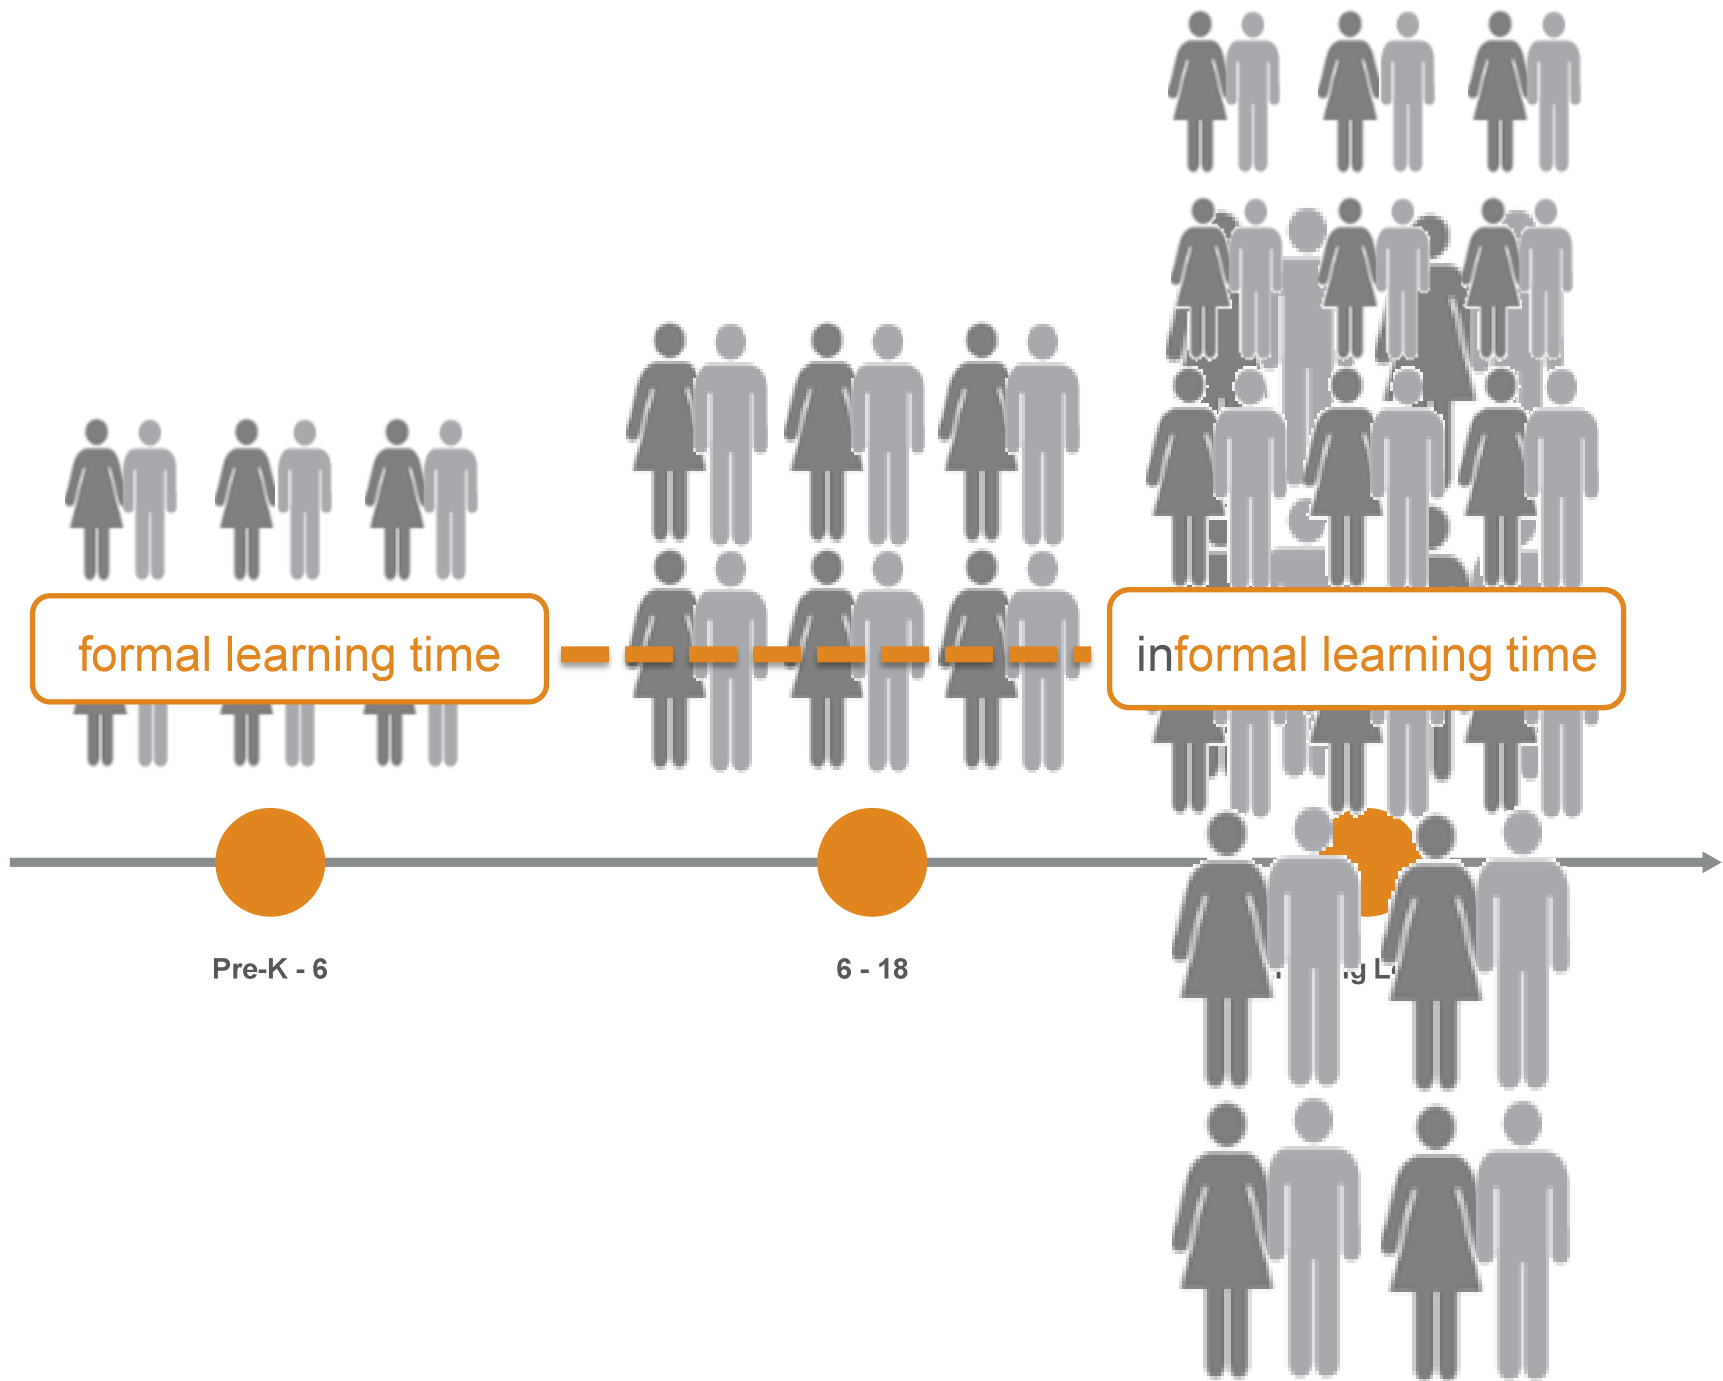 formal learning time
informal learning time
Pre-K - 6
6 - 18